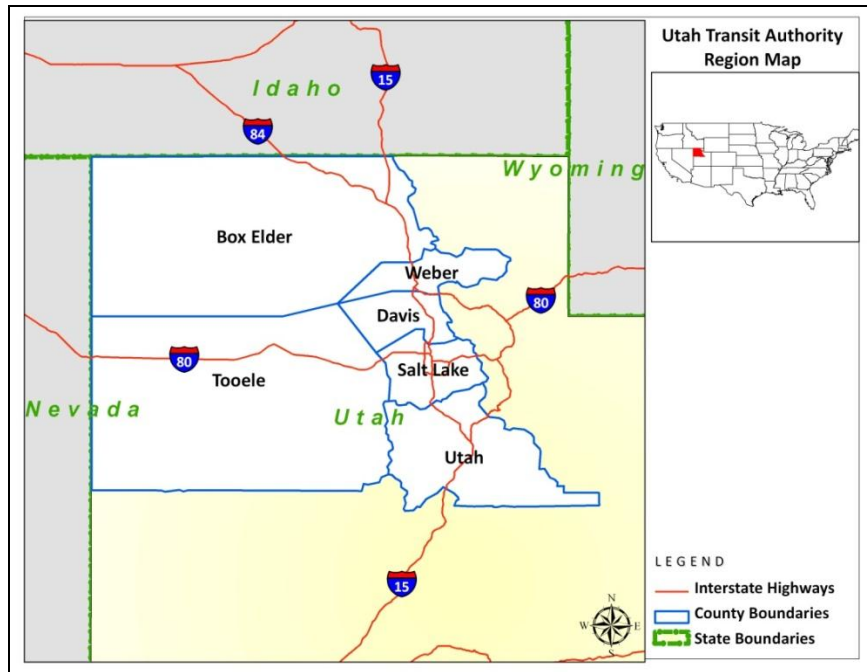 Utah Transit Authority
Region Map
15
Idaho
84
Wyoming
Box Elder
Weber
80
Davis
80
Salt Lake
Tooele
Nevada
Utah
Utah
15
LEGEND
Interstate Highways
County Boundaries
State Boundaries
N
W
E
S